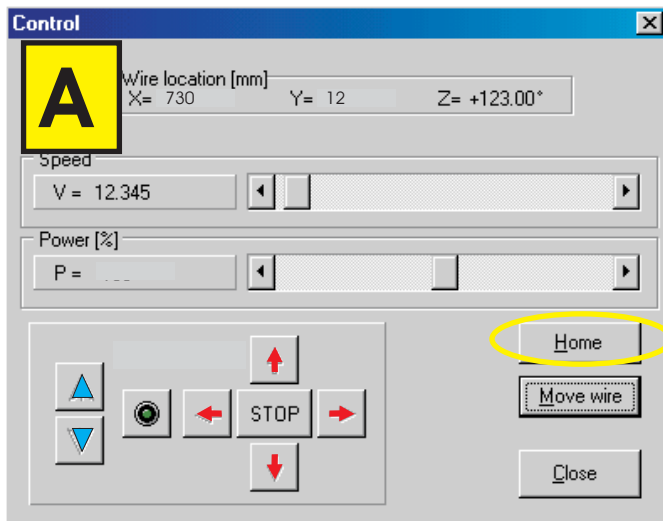 Control
A
Wire location [mm]
X= 730 Y= 12 Z= +123.00°
Speed
V = 12.345
Power [%]
P =
Home
STOP
Move wire
Close